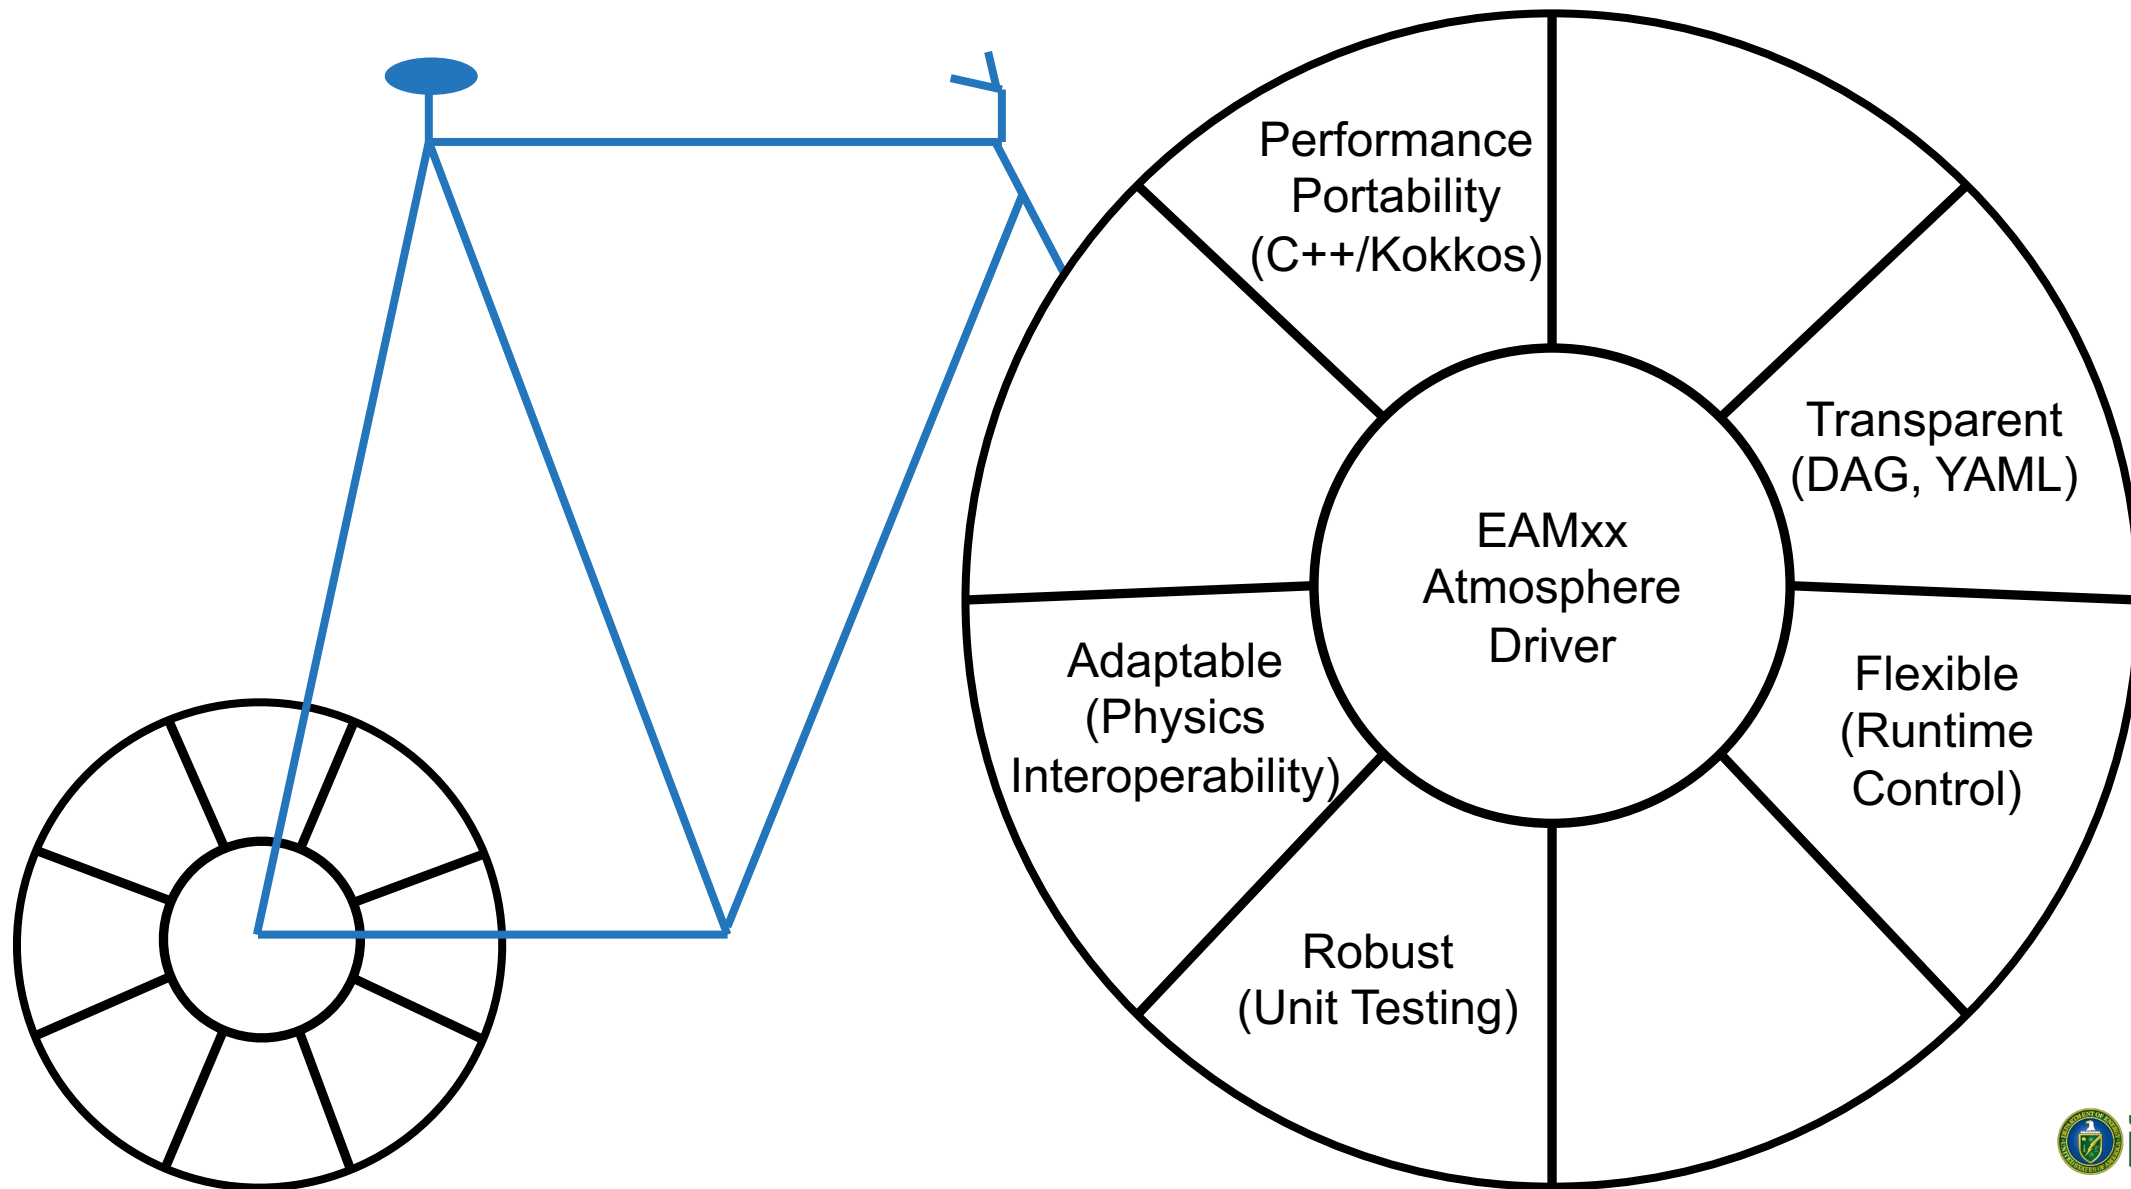 Performance
Portability
(C++/Kokkos)
Transparent
(DAG, YAML)
EAMxx
Atmosphere
Driver
Adaptable
(Physics
Interoperability)
Flexible
(Runtime
Control)
Robust
(Unit Testing)